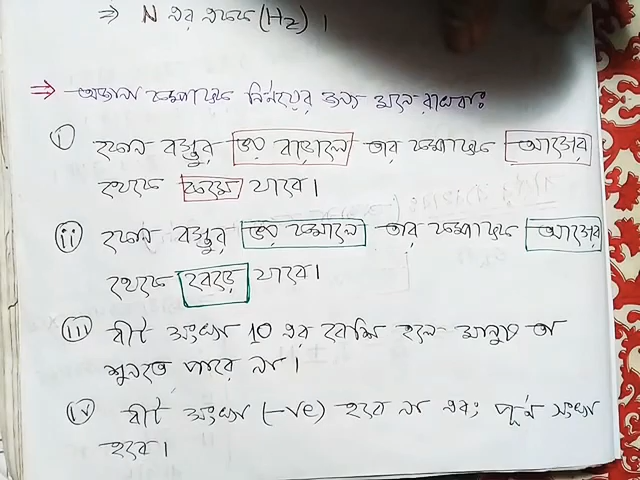 ⇒ N এর একক (Hz) ।
⇒ অজানা কম্পাঙ্ক নির্ণয়ের জন্য মনে রাখবাঃ
i কোন বস্তুর ভর বাড়ালে তার কম্পাঙ্ক আগের
থেকে কমে যাবে।
ii কোন বস্তুর ভর কমালে তার কম্পাঙ্ক আগের
থেকে বেড়ে যাবে।
iii বীট সংখ্যা 10 এর বেশি হলে মানুষ তা
শুনতে পারে না।
iv বীট সংখ্যা (-ve) হবে না এবং পূর্ন সংখ্যা
হবে।